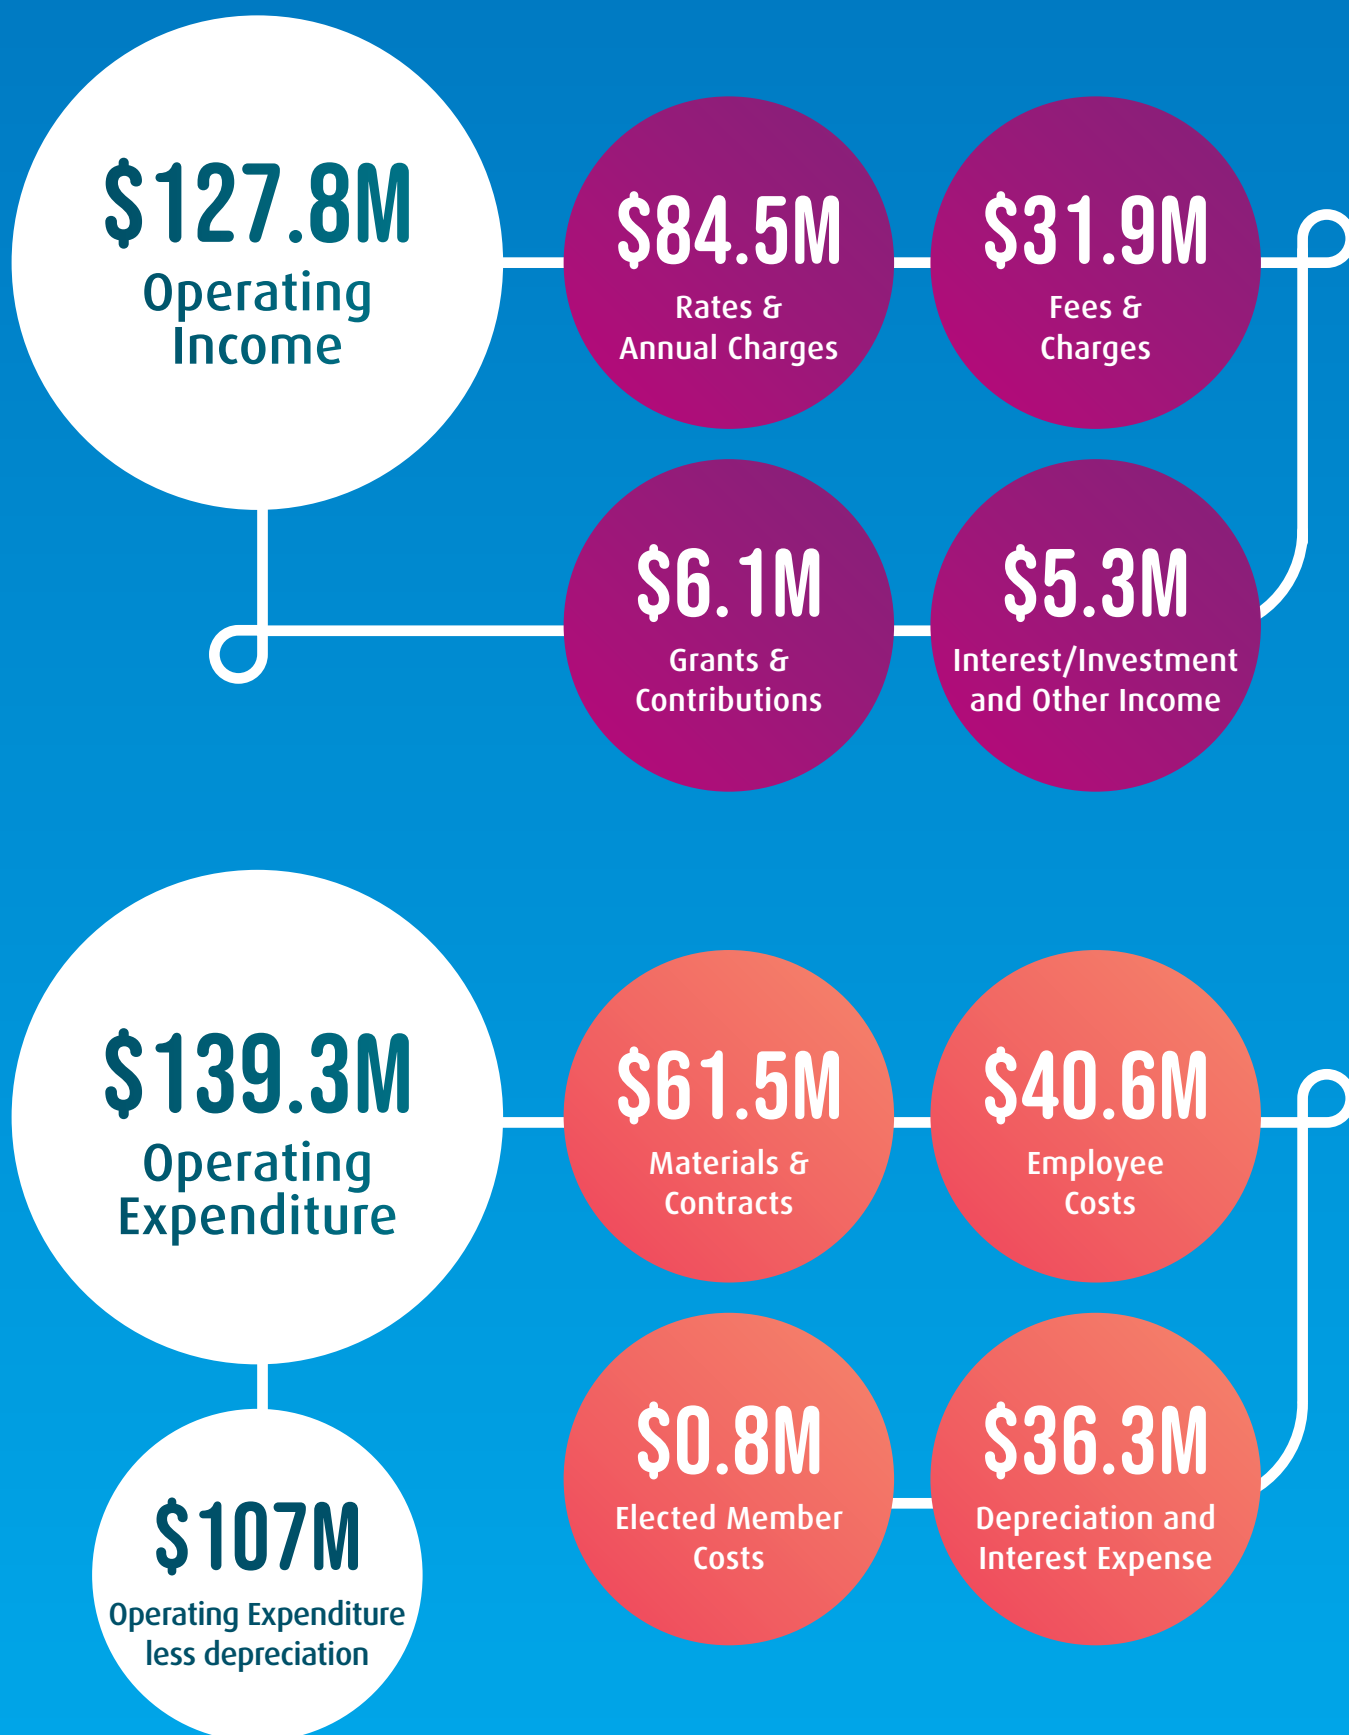 $127.8M
Operating
Income
$84.5M
Rates &
Annual Charges
$31.9M
Fees &
Charges
$6.1M
Grants &
Contributions
$5.3M
Interest/Investment
and Other Income
$139.3M
Operating
Expenditure
$61.5M
Materials &
Contracts
$40.6M
Employee
Costs
$0.8M
Elected Member
Costs
$36.3M
Depreciation and
Interest Expense
$107M
Operating Expenditure
less depreciation